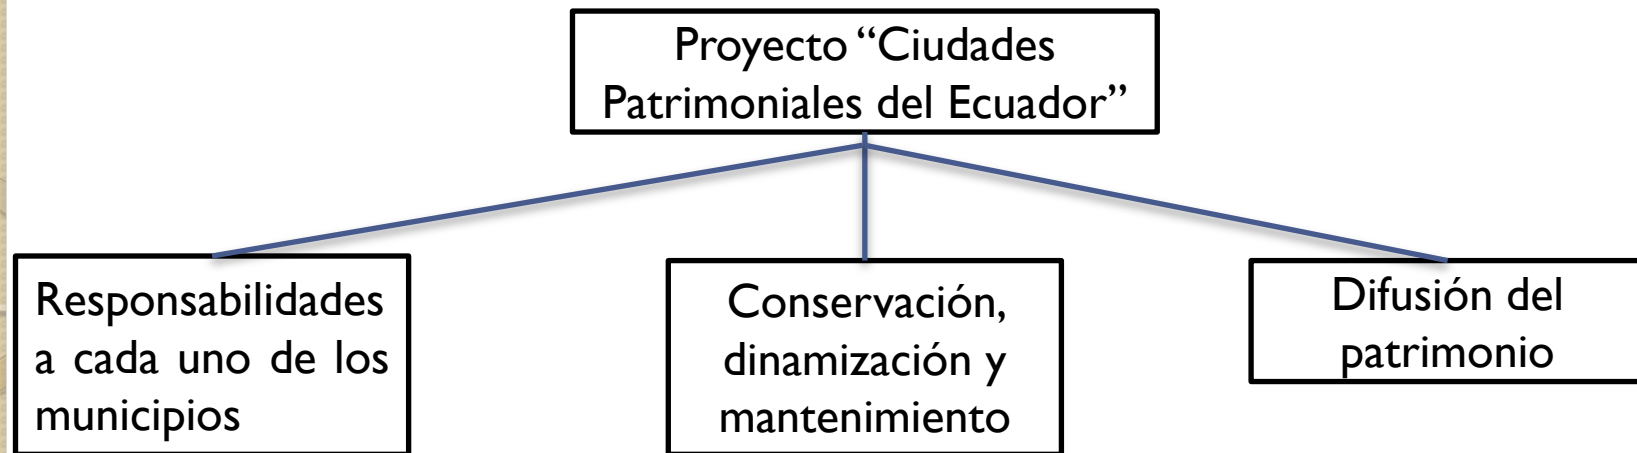 Proyecto “Ciudades
Patrimoniales del Ecuador”
Responsabilidades
a cada uno de los
municipios
Conservación,
dinamización y
mantenimiento
Difusión del
patrimonio